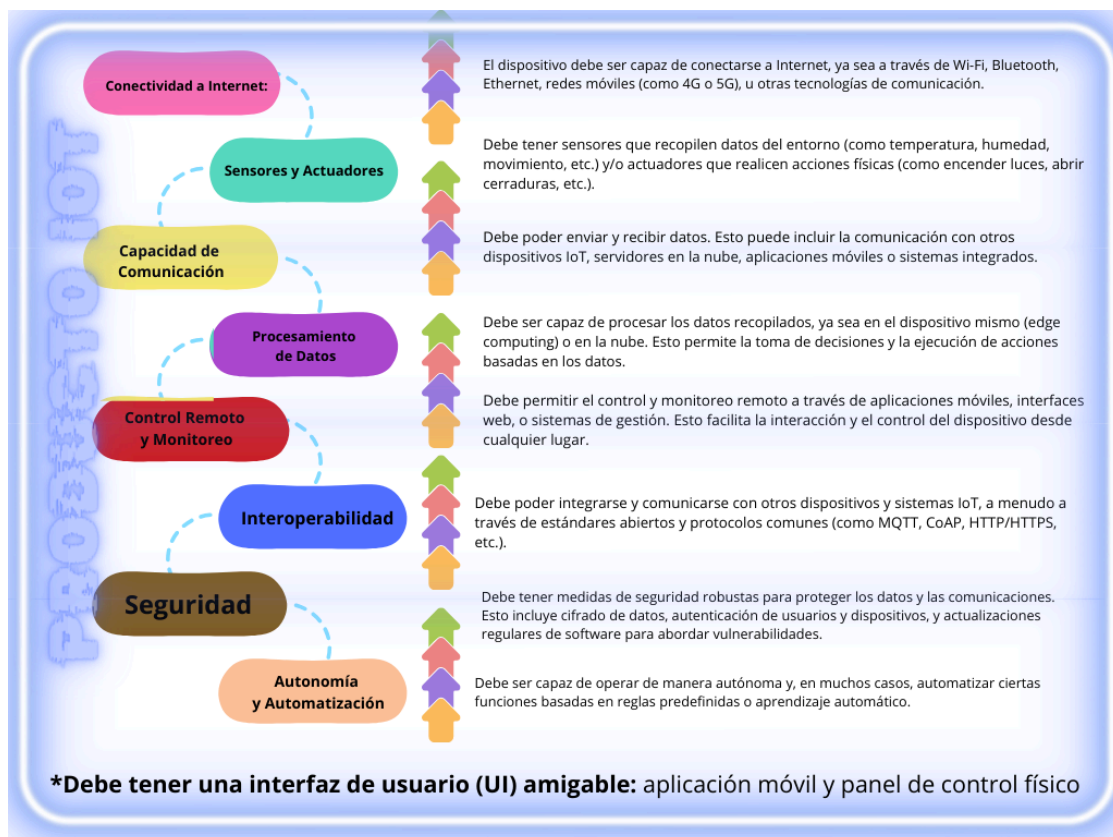 PRODUCTO IOT
Conectividad a Internet:
El dispositivo debe ser capaz de conectarse a Internet, ya sea a través de Wi-Fi, Bluetooth,
Ethernet, redes móviles (como 4G o 5G), u otras tecnologías de comunicación.
Sensores y Actuadores
Debe tener sensores que recopilen datos del entorno (como temperatura, humedad,
movimiento, etc.) y/o actuadores que realicen acciones físicas (como encender luces, abrir
cerraduras, etc.).
Capacidad de
Comunicación
Debe poder enviar y recibir datos. Esto puede incluir la comunicación con otros
dispositivos IoT, servidores en la nube, aplicaciones móviles o sistemas integrados.
Procesamiento
de Datos
Debe ser capaz de procesar los datos recopilados, ya sea en el dispositivo mismo (edge
computing) o en la nube. Esto permite la toma de decisiones y la ejecución de acciones
basadas en los datos.
Control Remoto
y Monitoreo
Debe permitir el control y monitoreo remoto a través de aplicaciones móviles, interfaces
web, o sistemas de gestión. Esto facilita la interacción y el control del dispositivo desde
cualquier lugar.
Interoperabilidad
Debe poder integrarse y comunicarse con otros dispositivos y sistemas IoT, a menudo a
través de estándares abiertos y protocolos comunes (como MQTT, CoAP, HTTP/HTTPS,
etc.).
Seguridad
Debe tener medidas de seguridad robustas para proteger los datos y las comunicaciones.
Esto incluye cifrado de datos, autenticación de usuarios y dispositivos, y actualizaciones
regulares de software para abordar vulnerabilidades.
Autonomía
y Automatización
Debe ser capaz de operar de manera autónoma y, en muchos casos, automatizar ciertas
funciones basadas en reglas predefinidas o aprendizaje automático.
*Debe tener una interfaz de usuario (UI) amigable: aplicación móvil y panel de control físico